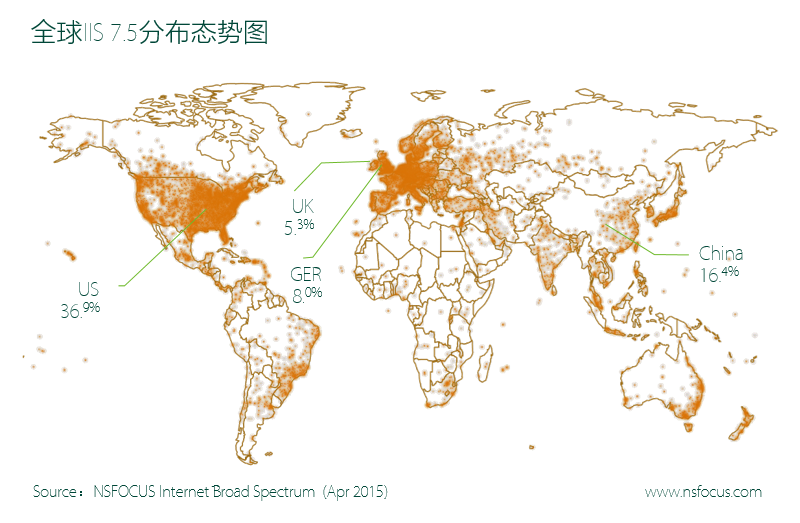 全球IIS 7.5分布态势图
UK
5.3%
GER
8.0%
US
36.9%
China
16.4%
Source：NSFOCUS Internet Broad Spectrum (Apr 2015)
www.nsfocus.com